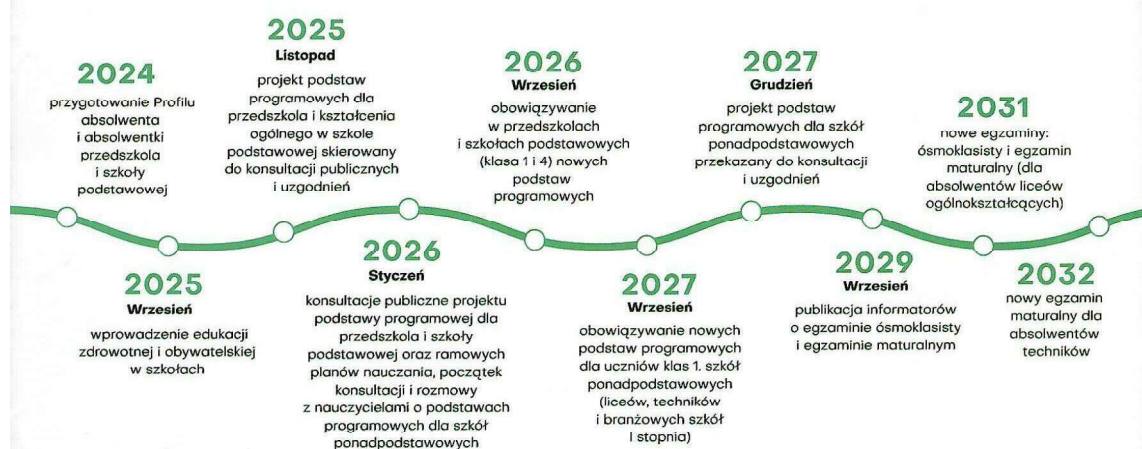 2024
przygotowanie Profilu
absolwenta
i absolwentki
przedszkola
i szkoły
podstawowej
2025
Wrzesień
wprowadzenie edukacji
zdrowotnej i obywatelskiej
w szkołach
2025
Listopad
projekt podstaw
programowych dla
przedszkola i kształcenia
ogólnego w szkole
podstawowej skierowany
do konsultacji publicznych
i uzgodnień
2026
Styczeń
konsultacje publiczne projektu
podstawy programowej dla
przedszkola i szkoły
podstawowej oraz ramowych
planów nauczania, początek
konsultacji i rozmowy
z nauczycielami o podstawach
programowych dla szkół
ponadpodstawowych
2026
Wrzesień
obowiązywanie
w przedszkolach
i szkołach podstawowych
(klasa 1 i 4) nowych
podstaw
programowych
2027
Wrzesień
obowiązywanie nowych
podstaw programowych
dla uczniów klas 1. szkół
ponadpodstawowych
(liceów, techników
i branżowych szkół
I stopnia)
2027
Grudzień
projekt podstaw
programowych dla szkół
ponadpodstawowych
przekazany do konsultacji
i uzgodnień
2029
Wrzesień
publikacja informatorów
o egzaminie ósmoklasisty
i egzaminie maturalnym
2031
nowe egzaminy:
ósmoklasisty i egzamin
maturalny (dla
absolwentów liceów
ogólnokształcących)
2032
nowy egzamin
maturalny dla
absolwentów
techników